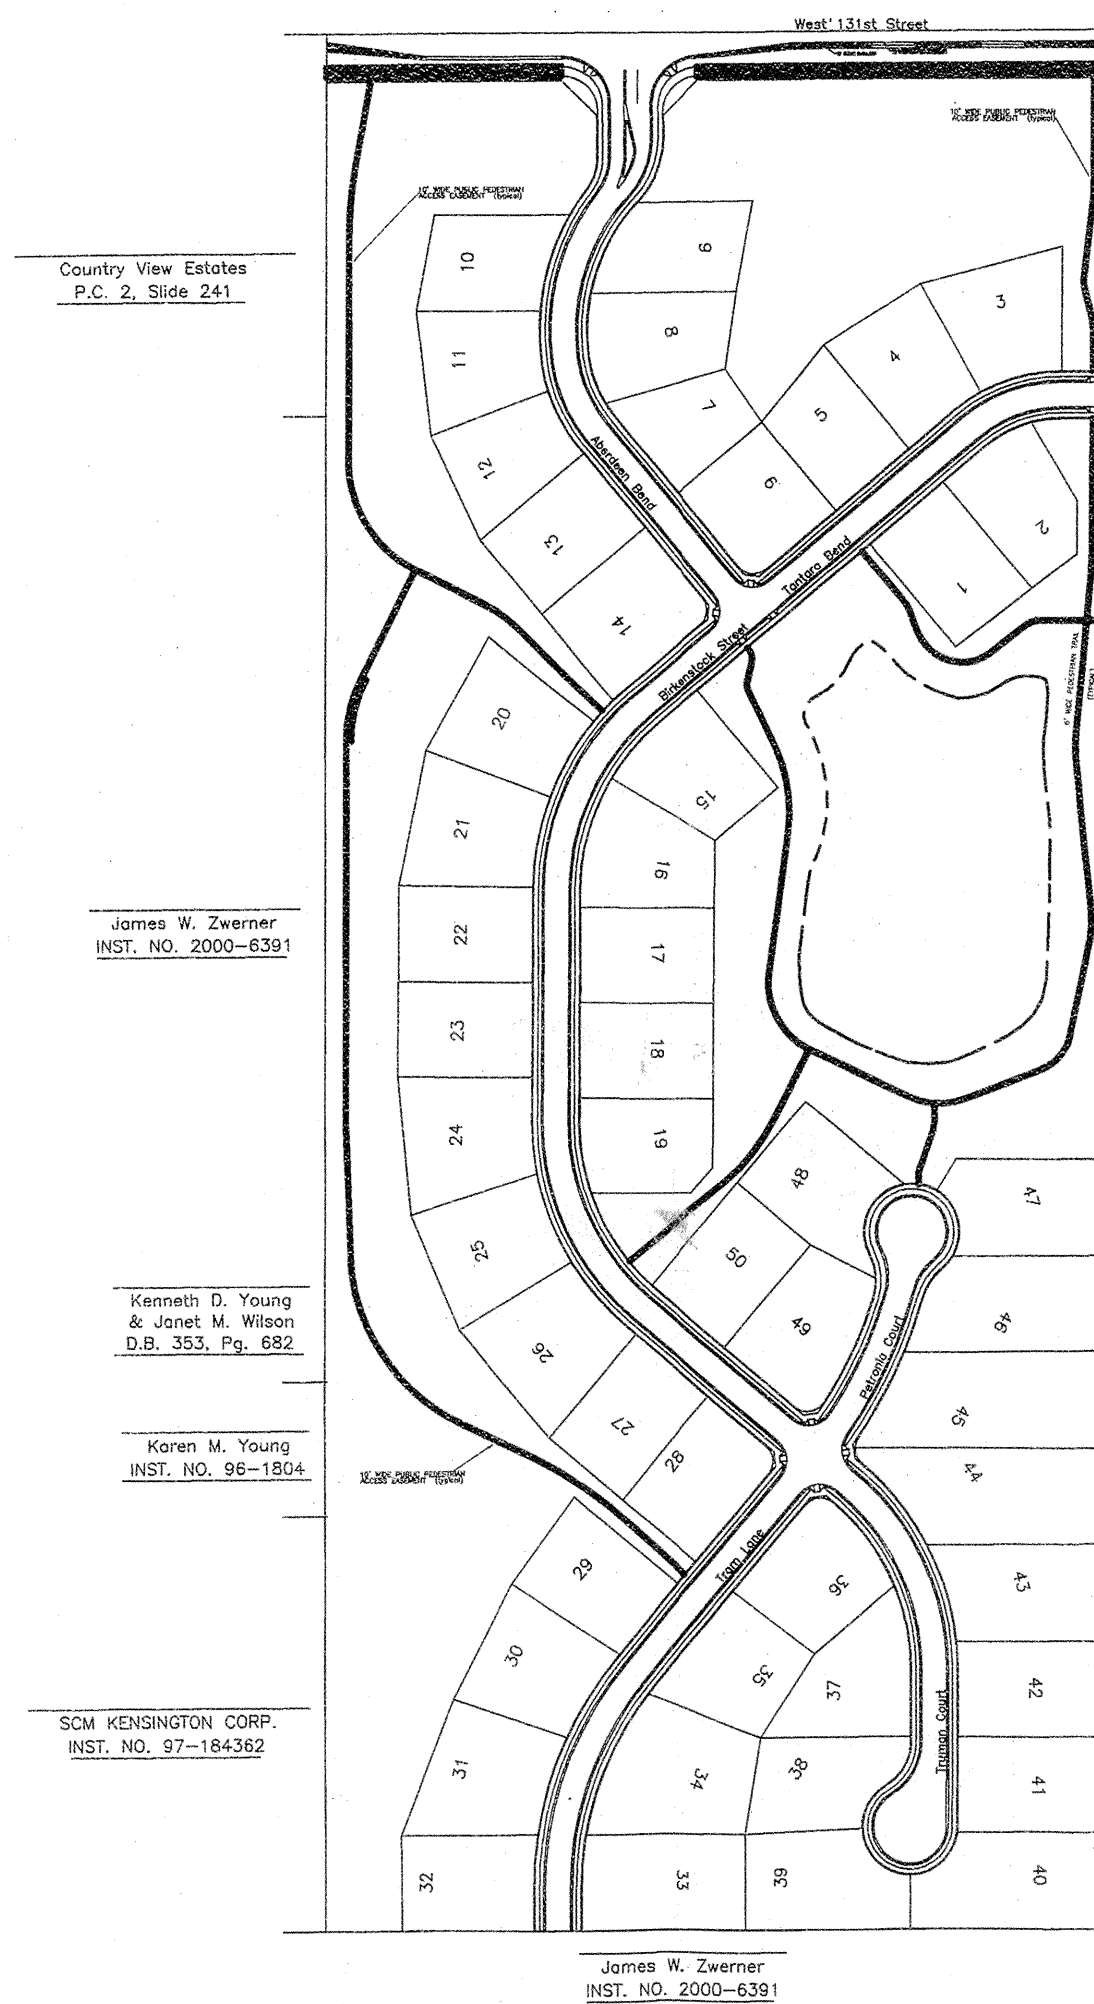 West 131st Street
10' WIDE PUBLIC PEDESTRIAN
ACCESS EASEMENT (typical)
10' WIDE PUBLIC PEDESTRIAN
ACCESS EASEMENT (typical)
Country View Estates
P.C. 2, Slide 241
10
9
11
8
3
4
7
5
12
6
13
14
Aberdeen Bend
Tantara Bend
2
1
Birkenstock Street
6' WIDE PEDESTRIAN TRAIL
(TYPICAL)
20
15
21
16
James W. Zwerner
INST. NO. 2000-6391
22
17
23
18
24
19
48
47
25
50
49
46
Kenneth D. Young
& Janet M. Wilson
D.B. 353, Pg. 682
Petronia Court
26
27
45
Karen M. Young
INST. NO. 96-1804
28
44
10' WIDE PUBLIC PEDESTRIAN
ACCESS EASEMENT (typical)
Tram Lane
29
36
43
30
35
37
42
SCM KENSINGTON CORP.
INST. NO. 97-184362
Truman Court
31
34
38
41
32
33
39
40
James W. Zwerner
INST. NO. 2000-6391